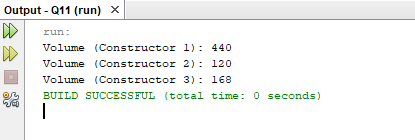 Output - Q11 (run)
run:
Volume (Constructor 1): 440
Volume (Constructor 2): 120
Volume (Constructor 3): 168
BUILD SUCCESSFUL (total time: 0 seconds)